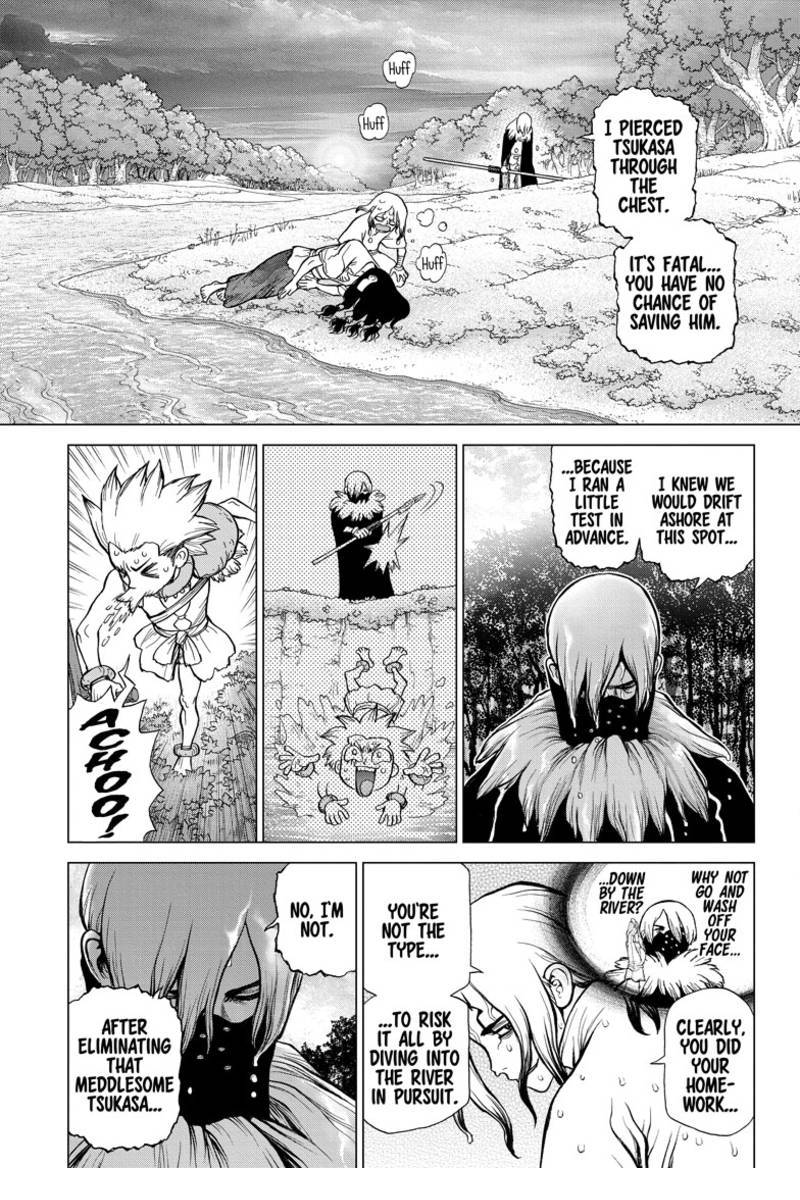 Huff
Huff
Huff
I PIERCED
TSUKASA
THROUGH
THE
CHEST.
IT'S FATAL...
YOU HAVE NO
CHANCE OF
SAVING HIM.
I KNEW WE
WOULD DRIFT
ASHORE AT
THIS SPOT...
...BECAUSE
I RAN A
LITTLE
TEST IN
ADVANCE.
ACHOO!
WHY NOT
GO AND
WASH
OFF
YOUR
FACE...
...DOWN
BY THE
RIVER?
CLEARLY,
YOU DID
YOUR
HOME-
WORK...
YOU'RE
NOT THE
TYPE...
...TO RISK
IT ALL BY
DIVING INTO
THE RIVER
IN PURSUIT.
NO, I'M
NOT.
AFTER
ELIMINATING
THAT
MEDDLESOME
TSUKASA...